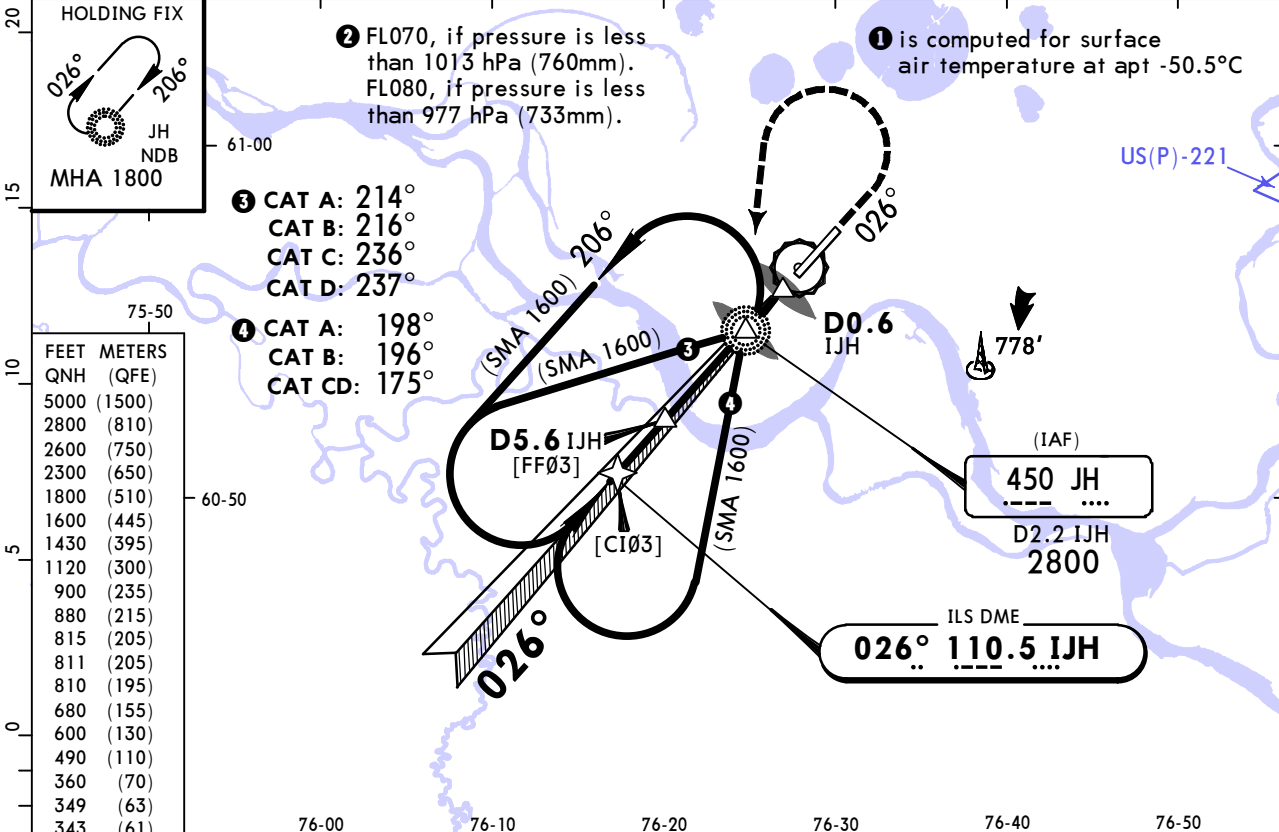 HOLDING FIX
026°
206°
JH
NDB
MHA 1800
❷ FL070, if pressure is less
than 1013 hPa (760mm).
FL080, if pressure is less
than 977 hPa (733mm).
❶ is computed for surface
air temperature at apt -50.5°C
20
15
10
5
0
61-00
US(P)-221
❸ CAT A: 214°
CAT B: 216°
CAT C: 236°
CAT D: 237°
❹ CAT A: 198°
CAT B: 196°
CAT CD: 175°
75-50
206°
026°
(SMA 1600)
(SMA 1600)
❸
D0.6
IJH
778'
❹
D5.6 IJH
[FFØ3]
[CIØ3]
(SMA 1600)
60-50
(IAF)
450 JH
D2.2 IJH
2800
ILS DME
026° 110.5 IJH
026°
FEET METERS
QNH (QFE)
5000 (1500)
2800 (810)
2600 (750)
2300 (650)
1800 (510)
1600 (445)
1430 (395)
1120 (300)
900 (235)
880 (215)
815 (205)
811 (205)
810 (195)
680 (155)
600 (130)
490 (110)
360 (70)
349 (63)
343 (61)
76-00
76-10
76-20
76-30
76-40
76-50